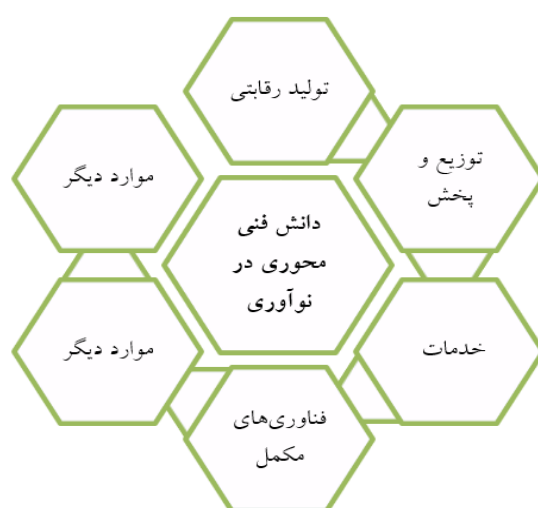 تولید رقابتی
توزیع و
پخش
موارد دیگر
دانش فنی
محوری در
نوآوری
خدمات
موارد دیگر
فناوری‌های
مکمل